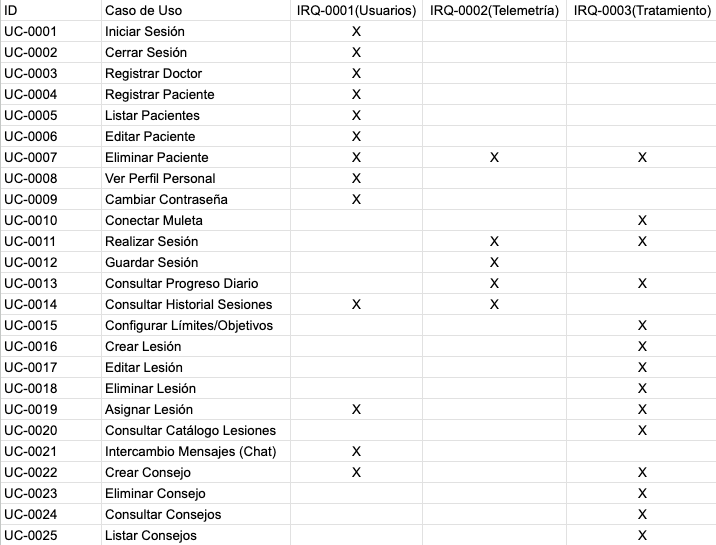 ID Caso de Uso IRQ-0001(Usuarios) IRQ-0002(Telemetría) IRQ-0003(Tratamiento)
UC-0001 Iniciar Sesión X
UC-0002 Cerrar Sesión X
UC-0003 Registrar Doctor X
UC-0004 Registrar Paciente X
UC-0005 Listar Pacientes X
UC-0006 Editar Paciente X
UC-0007 Eliminar Paciente X X X
UC-0008 Ver Perfil Personal X
UC-0009 Cambiar Contraseña X
UC-0010 Conectar Muleta X
UC-0011 Realizar Sesión X X
UC-0012 Guardar Sesión X
UC-0013 Consultar Progreso Diario X X
UC-0014 Consultar Historial Sesiones X X
UC-0015 Configurar Límites/Objetivos X
UC-0016 Crear Lesión X
UC-0017 Editar Lesión X
UC-0018 Eliminar Lesión X
UC-0019 Asignar Lesión X X
UC-0020 Consultar Catálogo Lesiones X
UC-0021 Intercambio Mensajes (Chat) X
UC-0022 Crear Consejo X X
UC-0023 Eliminar Consejo X
UC-0024 Consultar Consejos X
UC-0025 Listar Consejos X